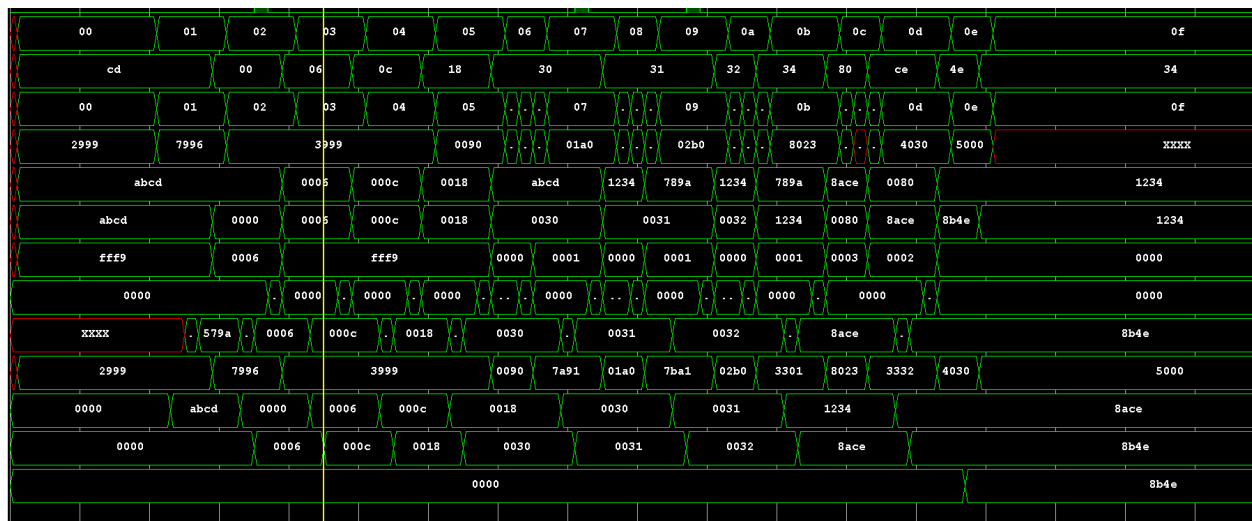 00 01 02 03 04 05 06 07 08 09 0a 0b 0c 0d 0e 0f
cd 00 06 0c 18 30 31 32 34 80 ce 4e 34
00 01 02 03 04 05 . . . 07 . . . 09 . . . 0b . . . 0d 0e 0f
2999 7996 3999 0090 . . . 01a0 . . . 02b0 . . . 8023 . . . 4030 5000 XXXX
abcd 0006 000c 0018 abcd 1234 789a 1234 789a 8ace 0080 1234
abcd 0000 0006 000c 0018 0030 0031 0032 1234 0080 8ace 8b4e 1234
fff9 0006 fff9 0000 0001 0000 0001 0000 0001 0003 0002 0000
0000 . 0000 . 0000 . 0000 . .. . 0000 . .. . 0000 . .. . 0000 . 0000 . 0000
XXXX . 579a . 0006 000c . 0018 . 0030 . 0031 0032 . 8ace . 8b4e
2999 7996 3999 0090 7a91 01a0 7ba1 02b0 3301 8023 3332 4030 5000
0000 abcd 0000 0006 000c 0018 0030 0031 1234 8ace
0000 0006 000c 0018 0030 0031 0032 8ace 8b4e
0000 8b4e